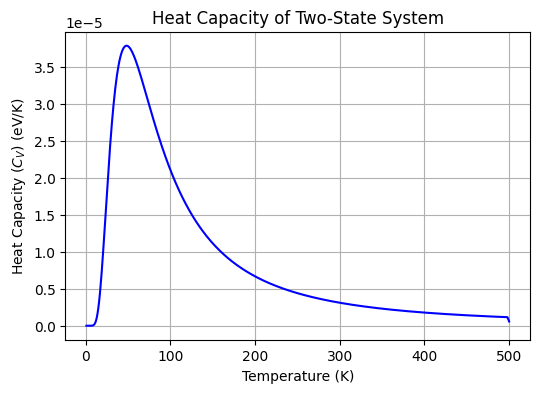 Heat Capacity of Two-State System
1e−5
3.5
3.0
2.5
2.0
1.5
1.0
0.5
0.0
Heat Capacity (C_V) (eV/K)
0 100 200 300 400 500
Temperature (K)